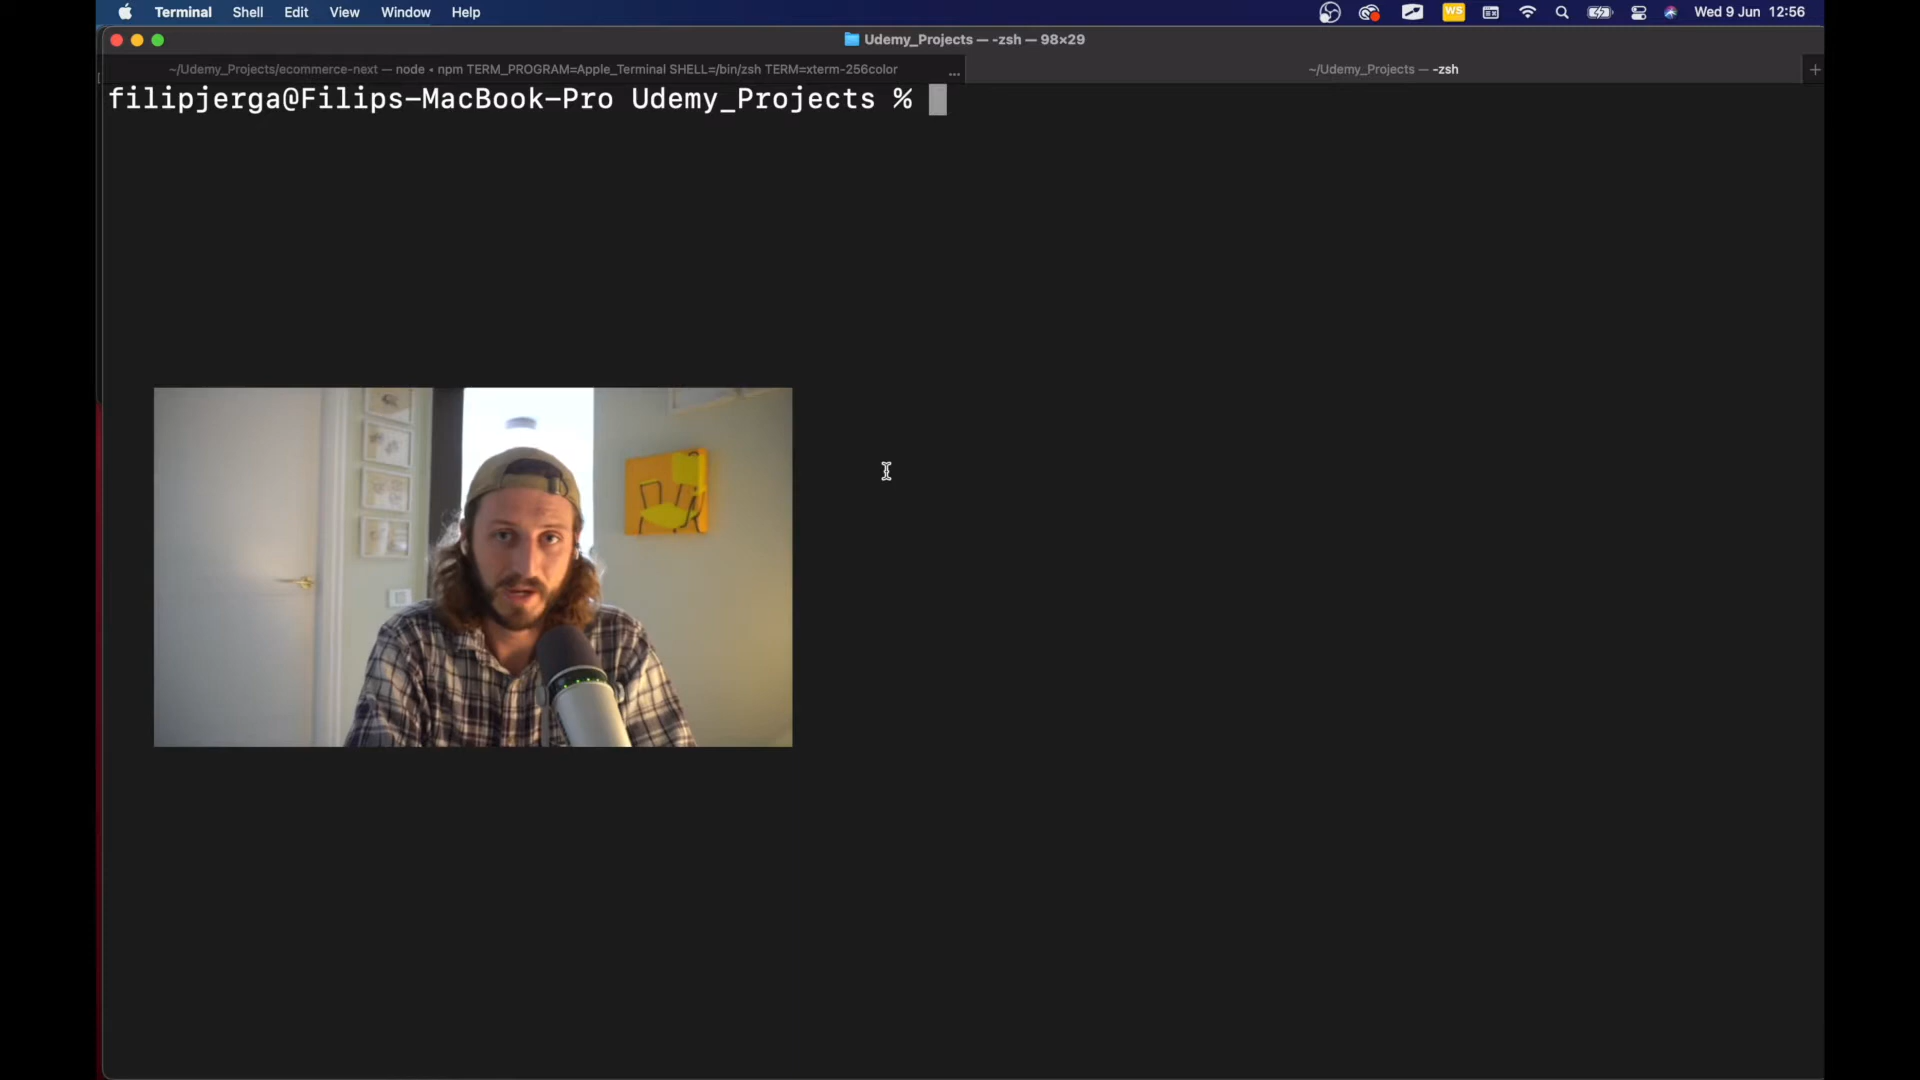 Terminal Shell Edit View Window Help WS Wed 9 Jun 12:56
Udemy_Projects — -zsh — 98×29
~/Udemy_Projects/ecommerce-next — node • npm TERM_PROGRAM=Apple_Terminal SHELL=/bin/zsh TERM=xterm-256color ... ~/Udemy_Projects — -zsh +
filipjerga@Filips-MacBook-Pro Udemy_Projects %